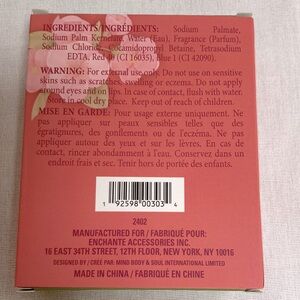 INGREDIENTS/INGRÉDIENTS: Sodium Palmate,
Sodium Palm Kernelate, Water (Eau), Fragrance (Parfum),
Sodium Chloride, Cocamidopropyl Betaine, Tetrasodium
EDTA, Red 40 (CI 16035), Blue 1 (CI 42090).
WARNING: For external use only. Do not use on sensitive
skins such as scratches, swelling or eczema. Do not apply
around eyes and on lips. In case of contact, flush with water.
Store in cool dry place. Keep out of reach of children.
MISE EN GARDE: Pour usage externe uniquement. Ne
pas appliquer sur peaux sensibles telles que des
égratignures, des gonflements ou de l'eczéma. Ne pas
appliquer autour des yeux et sur les lèvres. En cas de
contact, rincer abondamment à l'eau. Conservez dans un
endroit frais et sec. Tenir hors de portée des enfants.
1 92598 00303 4
2402
MANUFACTURED FOR / FABRIQUÉ POUR:
ENCHANTE ACCESSORIES INC.
16 EAST 34TH STREET, 12TH FLOOR, NEW YORK, NY 10016
DESIGNED BY / CRÉÉ PAR: MIND BODY & SOUL INTERNATIONAL LIMITED
MADE IN CHINA / FABRIQUÉ EN CHINE